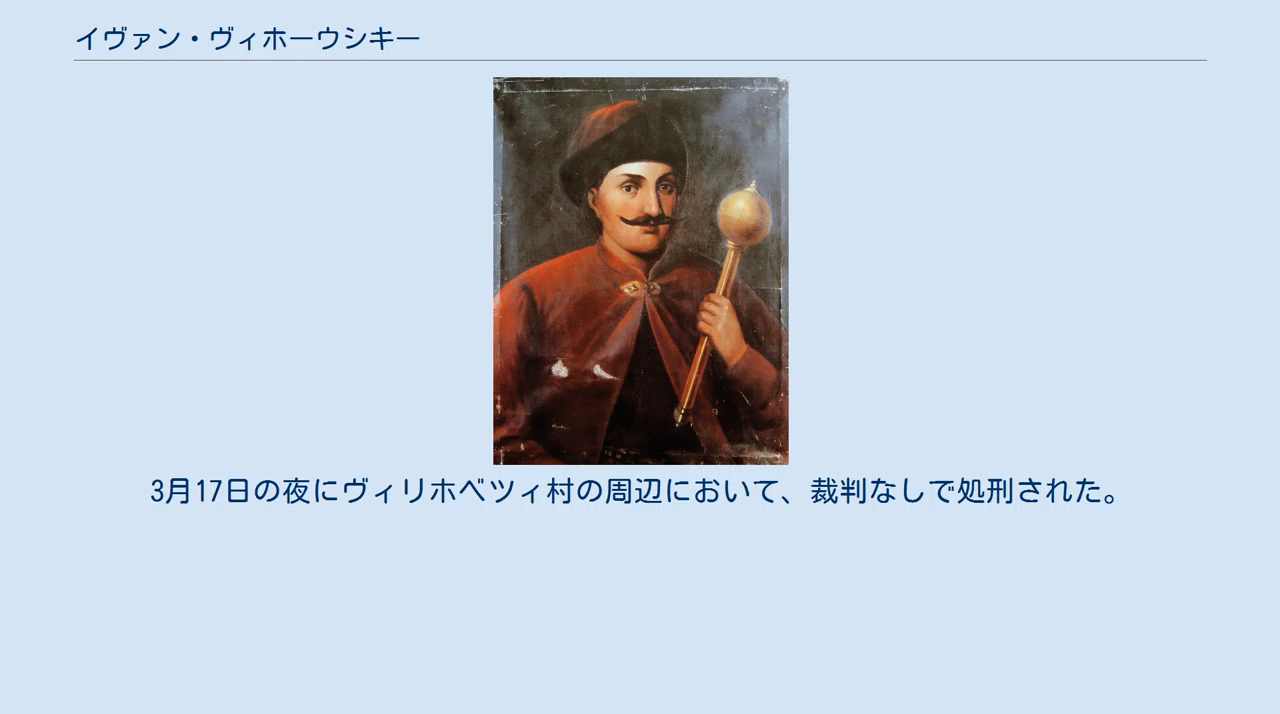 イヴァン・ヴィホーウシキー
3月17日の夜にヴィリホベツィ村の周辺において、裁判なしで処刑された。